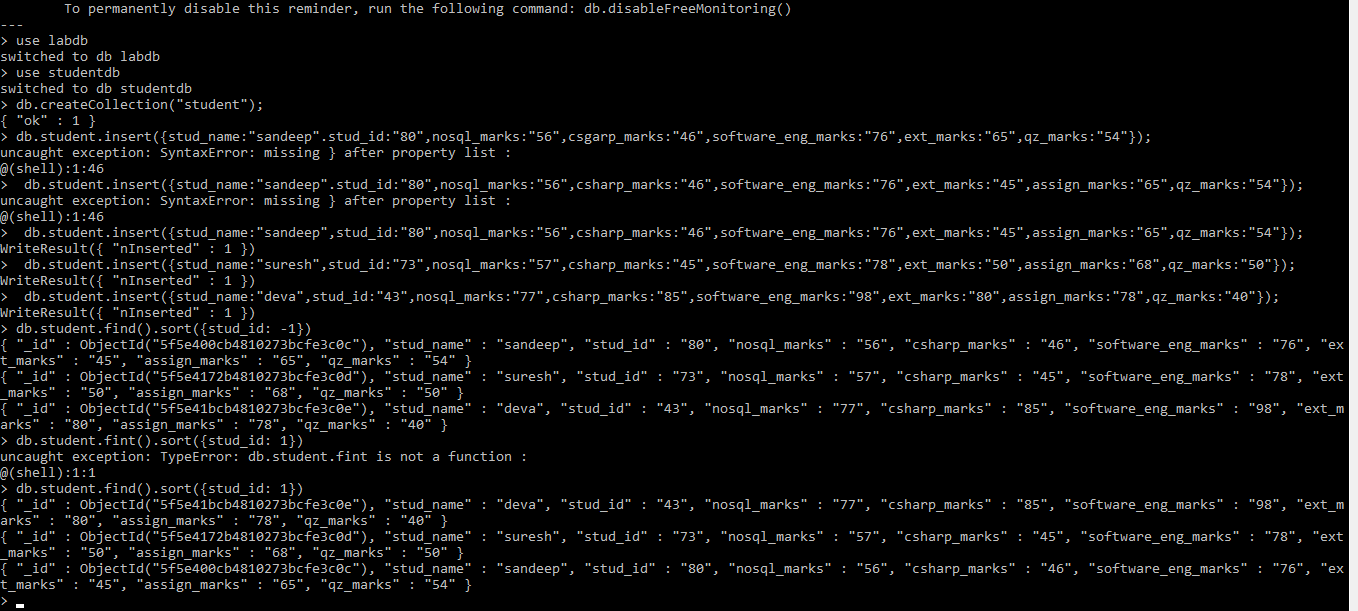 To permanently disable this reminder, run the following command: db.disableFreeMonitoring()
---
> use labdb
switched to db labdb
> use studentdb
switched to db studentdb
> db.createCollection("student");
{ "ok" : 1 }
> db.student.insert({stud_name:"sandeep".stud_id:"80",nosql_marks:"56",csgarp_marks:"46",software_eng_marks:"76",ext_marks:"65",qz_marks:"54"});
uncaught exception: SyntaxError: missing } after property list :
@(shell):1:46
>  db.student.insert({stud_name:"sandeep".stud_id:"80",nosql_marks:"56",csharp_marks:"46",software_eng_marks:"76",ext_marks:"45",assign_marks:"65",qz_marks:"54"});
uncaught exception: SyntaxError: missing } after property list :
@(shell):1:46
>  db.student.insert({stud_name:"sandeep",stud_id:"80",nosql_marks:"56",csharp_marks:"46",software_eng_marks:"76",ext_marks:"45",assign_marks:"65",qz_marks:"54"});
WriteResult({ "nInserted" : 1 })
>  db.student.insert({stud_name:"suresh",stud_id:"73",nosql_marks:"57",csharp_marks:"45",software_eng_marks:"78",ext_marks:"50",assign_marks:"68",qz_marks:"50"});
WriteResult({ "nInserted" : 1 })
>  db.student.insert({stud_name:"deva",stud_id:"43",nosql_marks:"77",csharp_marks:"85",software_eng_marks:"98",ext_marks:"80",assign_marks:"78",qz_marks:"40"});
WriteResult({ "nInserted" : 1 })
> db.student.find().sort({stud_id: -1})
{ "_id" : ObjectId("5f5e400cb4810273bcfe3c0c"), "stud_name" : "sandeep", "stud_id" : "80", "nosql_marks" : "56", "csharp_marks" : "46", "software_eng_marks" : "76", "ex
t_marks" : "45", "assign_marks" : "65", "qz_marks" : "54" }
{ "_id" : ObjectId("5f5e4172b4810273bcfe3c0d"), "stud_name" : "suresh", "stud_id" : "73", "nosql_marks" : "57", "csharp_marks" : "45", "software_eng_marks" : "78", "ext
_marks" : "50", "assign_marks" : "68", "qz_marks" : "50" }
{ "_id" : ObjectId("5f5e41bcb4810273bcfe3c0e"), "stud_name" : "deva", "stud_id" : "43", "nosql_marks" : "77", "csharp_marks" : "85", "software_eng_marks" : "98", "ext_m
arks" : "80", "assign_marks" : "78", "qz_marks" : "40" }
> db.student.fint().sort({stud_id: 1})
uncaught exception: TypeError: db.student.fint is not a function :
@(shell):1:1
> db.student.find().sort({stud_id: 1})
{ "_id" : ObjectId("5f5e41bcb4810273bcfe3c0e"), "stud_name" : "deva", "stud_id" : "43", "nosql_marks" : "77", "csharp_marks" : "85", "software_eng_marks" : "98", "ext_m
arks" : "80", "assign_marks" : "78", "qz_marks" : "40" }
{ "_id" : ObjectId("5f5e4172b4810273bcfe3c0d"), "stud_name" : "suresh", "stud_id" : "73", "nosql_marks" : "57", "csharp_marks" : "45", "software_eng_marks" : "78", "ext
_marks" : "50", "assign_marks" : "68", "qz_marks" : "50" }
{ "_id" : ObjectId("5f5e400cb4810273bcfe3c0c"), "stud_name" : "sandeep", "stud_id" : "80", "nosql_marks" : "56", "csharp_marks" : "46", "software_eng_marks" : "76", "ex
t_marks" : "45", "assign_marks" : "65", "qz_marks" : "54" }
>